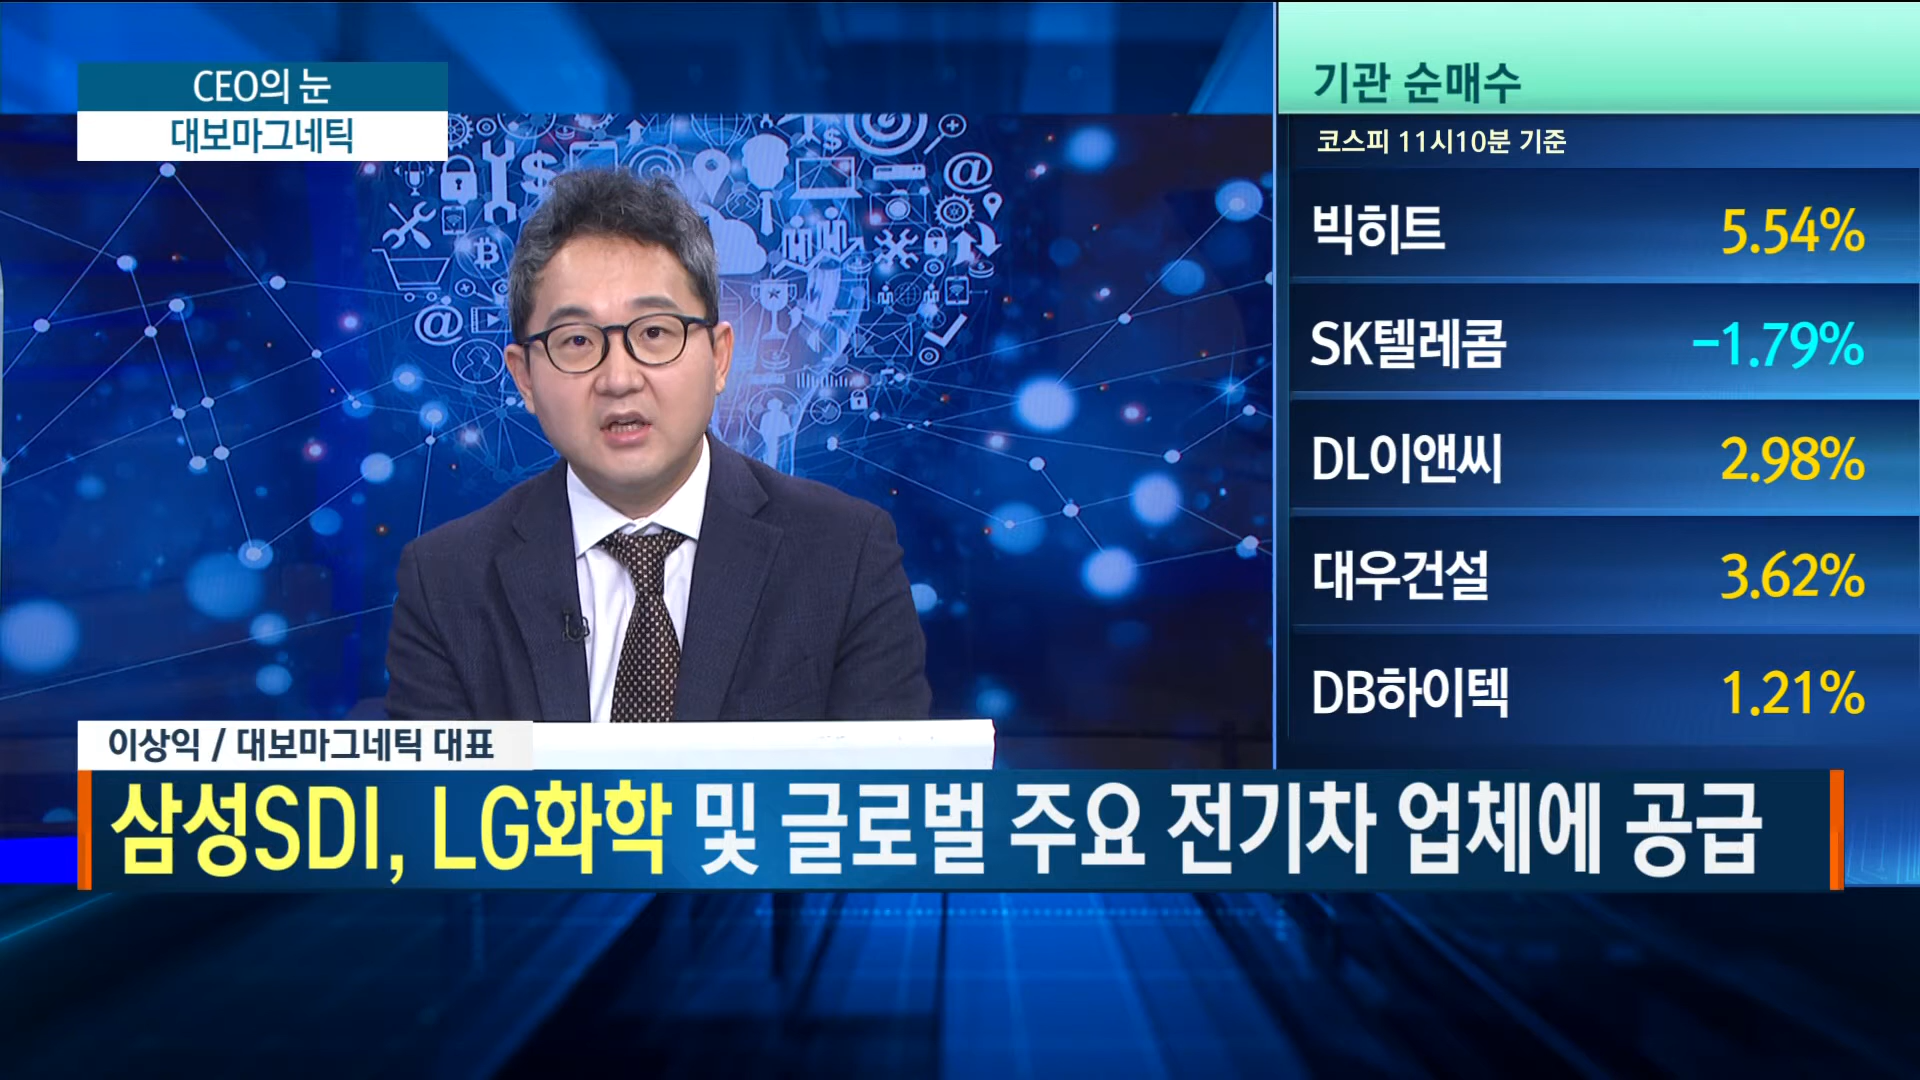 CEO의 눈
대보마그네틱
기관 순매수
코스피 11시10분 기준
빅히트 5.54%
SK텔레콤 -1.79%
DL이앤씨 2.98%
대우건설 3.62%
DB하이텍 1.21%
이상익 / 대보마그네틱 대표
삼성SDI, LG화학 및 글로벌 주요 전기차 업체에 공급